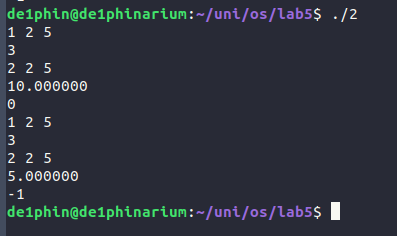 de1phin@de1phinarium:~/uni/os/lab5$ ./2
1 2 5
3
2 2 5
10.000000
0
1 2 5
3
2 2 5
5.000000
-1
de1phin@de1phinarium:~/uni/os/lab5$